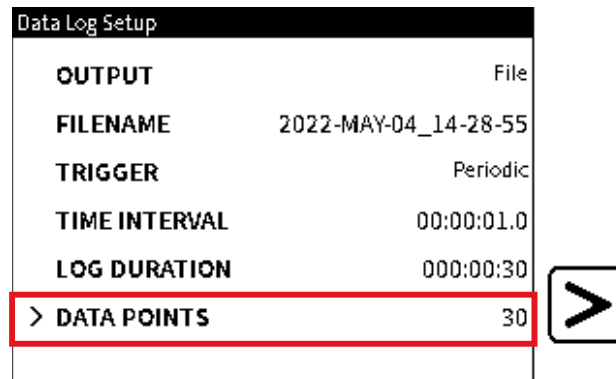 Data Log Setup
OUTPUT File
FILENAME 2022-MAY-04_14-28-55
TRIGGER Periodic
TIME INTERVAL 00:00:01.0
LOG DURATION 000:00:30
> DATA POINTS 30
>